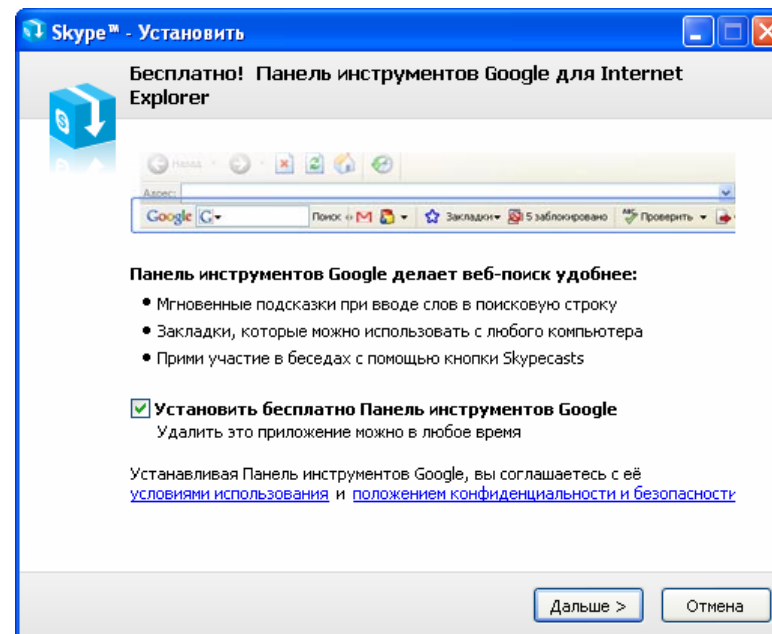 Skype™ - Установить
Бесплатно! Панель инструментов Google для Internet
Explorer
Назад
Адрес:
Google G Поиск M Закладки 5 заблокировано ABC Проверить
Панель инструментов Google делает веб-поиск удобнее:
• Мгновенные подсказки при вводе слов в поисковую строку
• Закладки, которые можно использовать с любого компьютера
• Прими участие в беседах с помощью кнопки Skypecasts
Установить бесплатно Панель инструментов Google
Удалить это приложение можно в любое время
Устанавливая Панель инструментов Google, вы соглашаетесь с её
условиями использования и положением конфиденциальности и безопасности
Дальше > Отмена